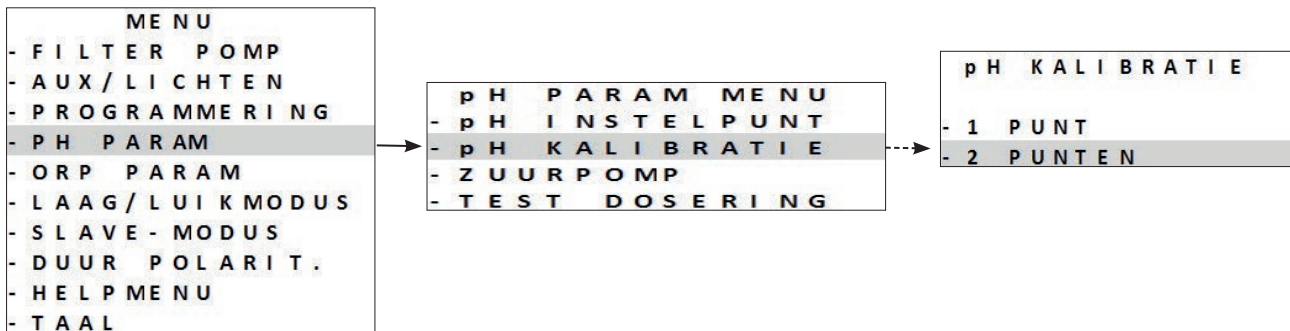 MENU
- FILTER POMP
- AUX/LICHTEN
- PROGRAMMERING
- PH PARAM
- ORP PARAM
- LAAG/LUIKMODUS
- SLAVE-MODUS
- DUUR POLARIT.
- HELPMENU
- TAAL
pH PARAM MENU
- pH INSTELPUNT
- pH KALIBRATIE
- ZUURPOMP
- TEST DOSERING
pH KALIBRATIE
- 1 PUNT
- 2 PUNTEN